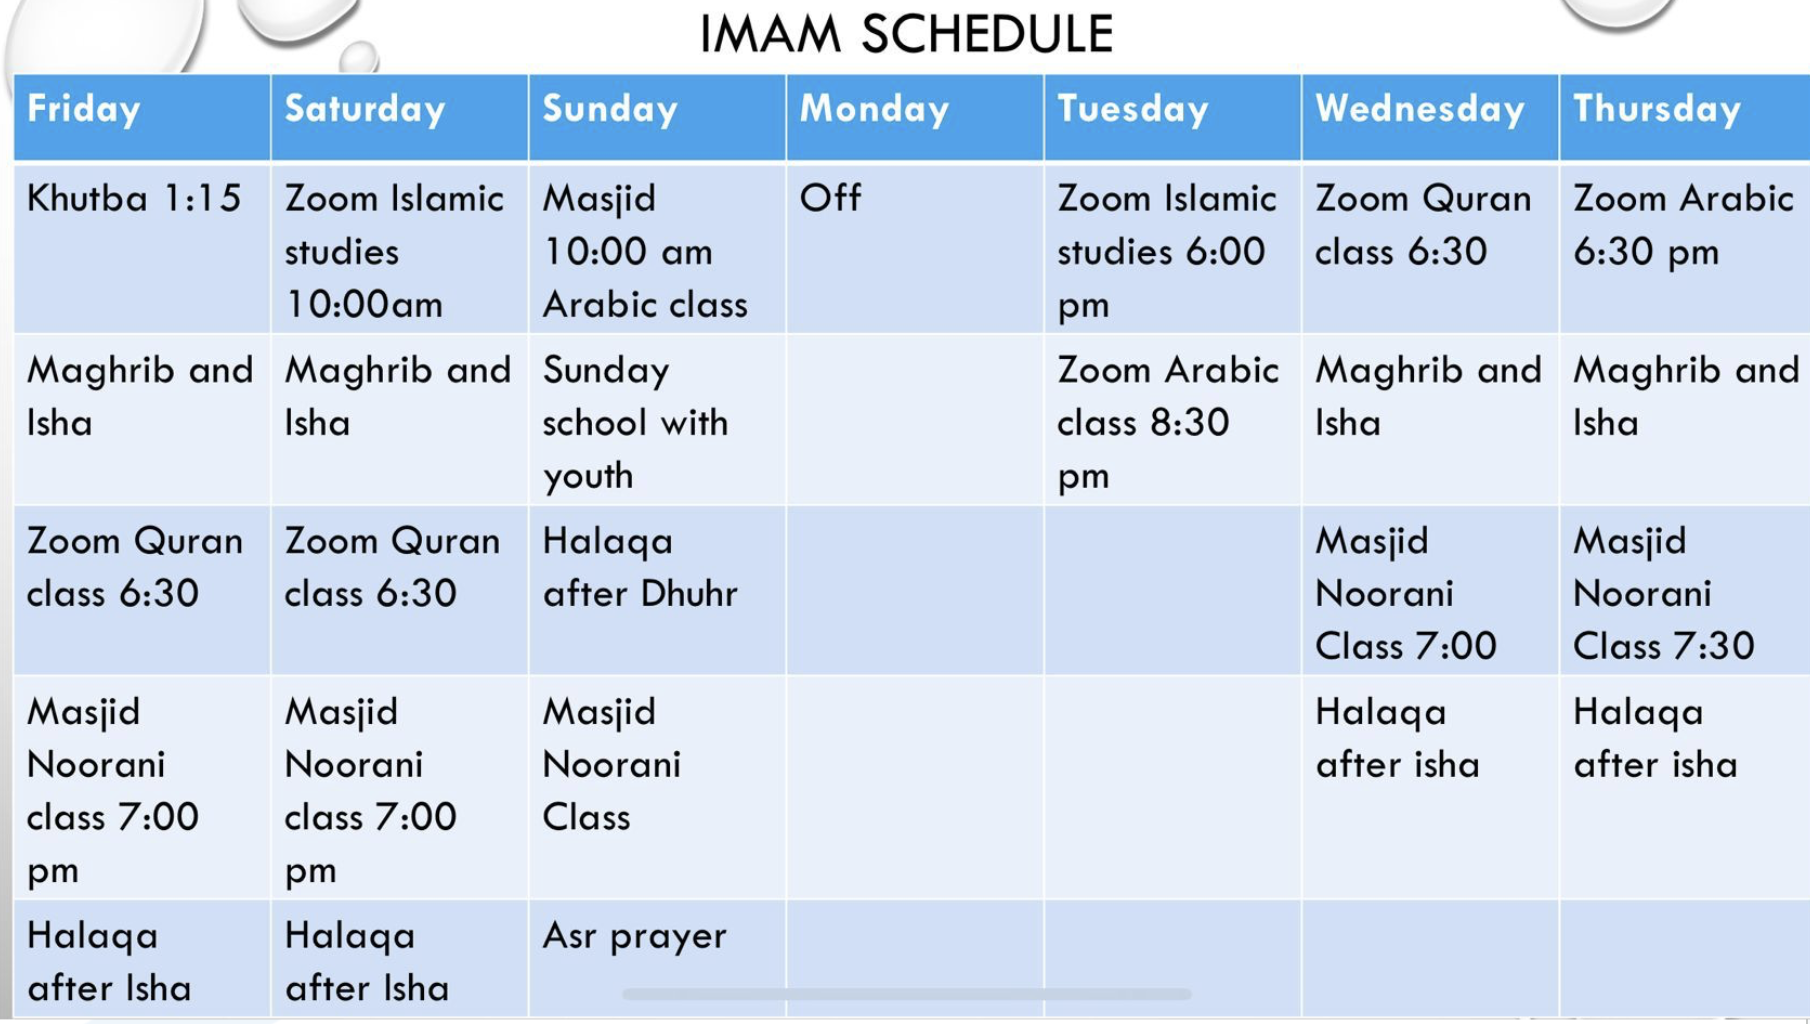 IMAM SCHEDULE
Friday
Saturday
Sunday
Monday
Tuesday
Wednesday
Thursday
Khutba 1:15
Zoom Islamic
studies
10:00am
Masjid
10:00 am
Arabic class
Off
Zoom Islamic
studies 6:00
pm
Zoom Quran
class 6:30
Zoom Arabic
6:30 pm
Maghrib and
Isha
Maghrib and
Isha
Sunday
school with
youth
Zoom Arabic
class 8:30
pm
Maghrib and
Isha
Maghrib and
Isha
Zoom Quran
class 6:30
Zoom Quran
class 6:30
Halaqa
after Dhuhr
Masjid
Noorani
Class 7:00
Masjid
Noorani
Class 7:30
Masjid
Noorani
class 7:00
pm
Masjid
Noorani
class 7:00
pm
Masjid
Noorani
Class
Halaqa
after isha
Halaqa
after isha
Halaqa
after Isha
Halaqa
after Isha
Asr prayer